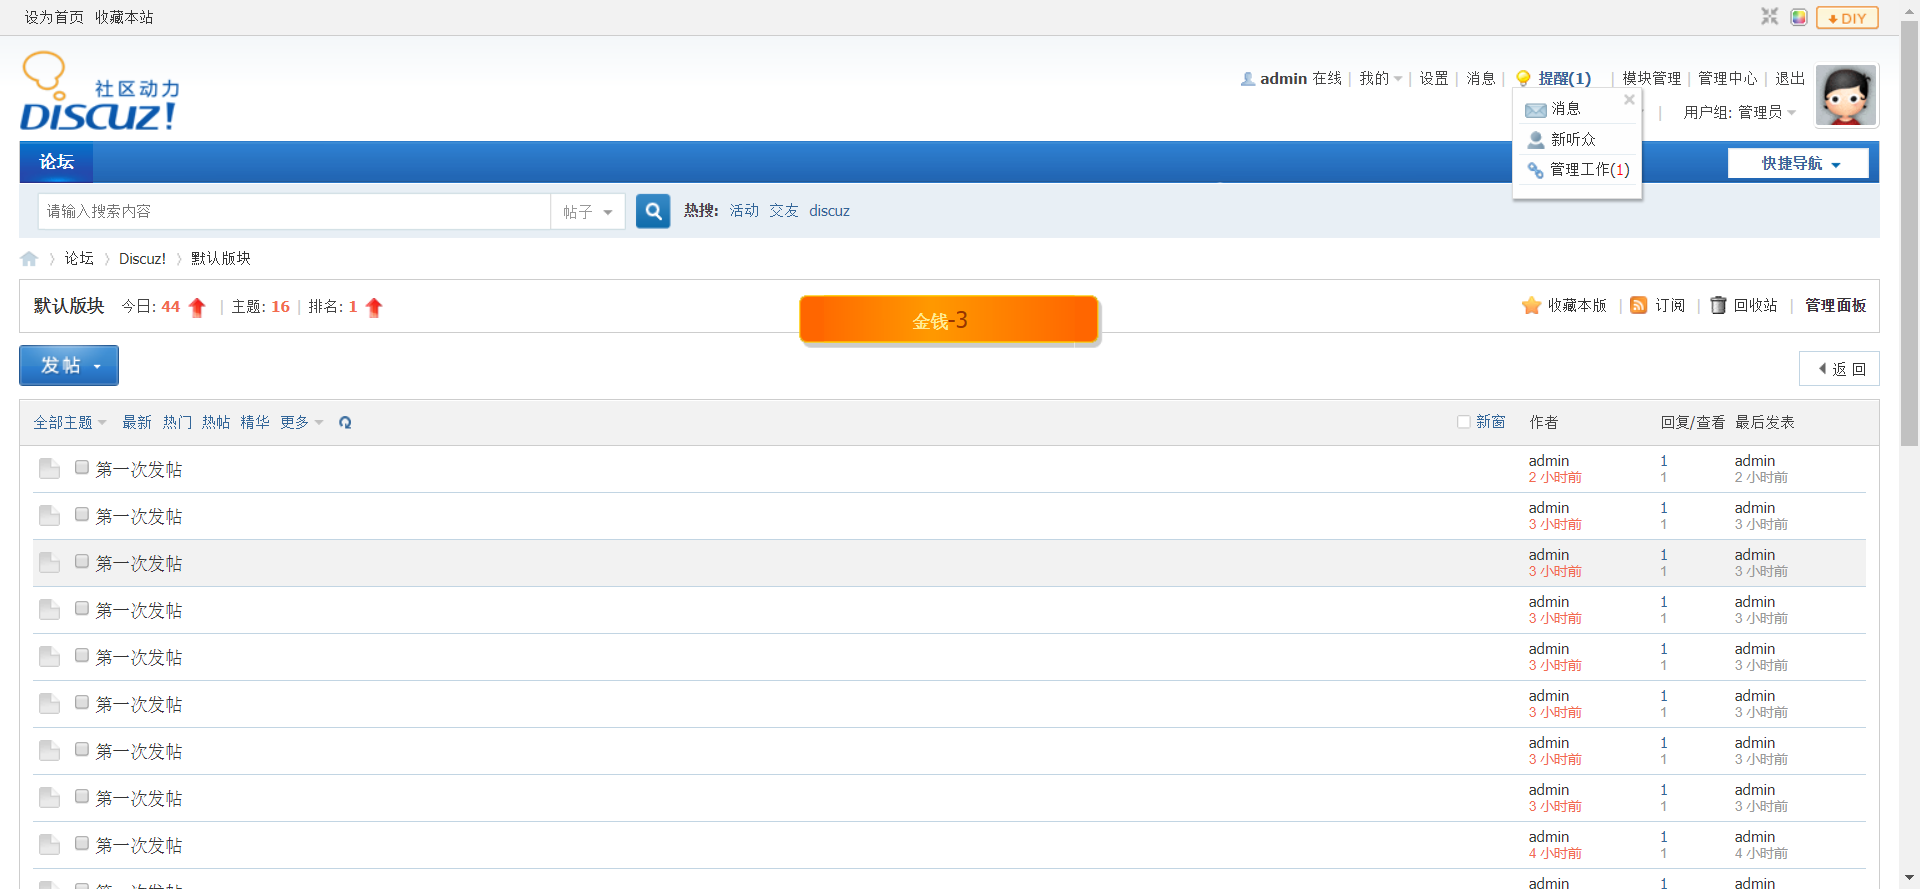 设为首页 收藏本站
DIY
社区动力
DISCUZ!
admin 在线 | 我的 | 设置 | 消息 | 提醒(1) | 模块管理 | 管理中心 | 退出
| 用户组: 管理员
消息
新听众
管理工作(1)
论坛
快捷导航
请输入搜索内容 帖子 热搜: 活动 交友 discuz
论坛 Discuz! 默认版块
默认版块 今日: 44 | 主题: 16 | 排名: 1
金钱-3
收藏本版 | 订阅 | 回收站 | 管理面板
发帖
返 回
全部主题 最新 热门 热帖 精华 更多 新窗 作者 回复/查看 最后发表
第一次发帖 admin 1 admin
2 小时前 1 2 小时前
第一次发帖 admin 1 admin
3 小时前 1 3 小时前
第一次发帖 admin 1 admin
3 小时前 1 3 小时前
第一次发帖 admin 1 admin
3 小时前 1 3 小时前
第一次发帖 admin 1 admin
3 小时前 1 3 小时前
第一次发帖 admin 1 admin
3 小时前 1 3 小时前
第一次发帖 admin 1 admin
3 小时前 1 3 小时前
第一次发帖 admin 1 admin
3 小时前 1 3 小时前
第一次发帖 admin 1 admin
4 小时前 1 4 小时前
第一次发帖 admin 1 admin